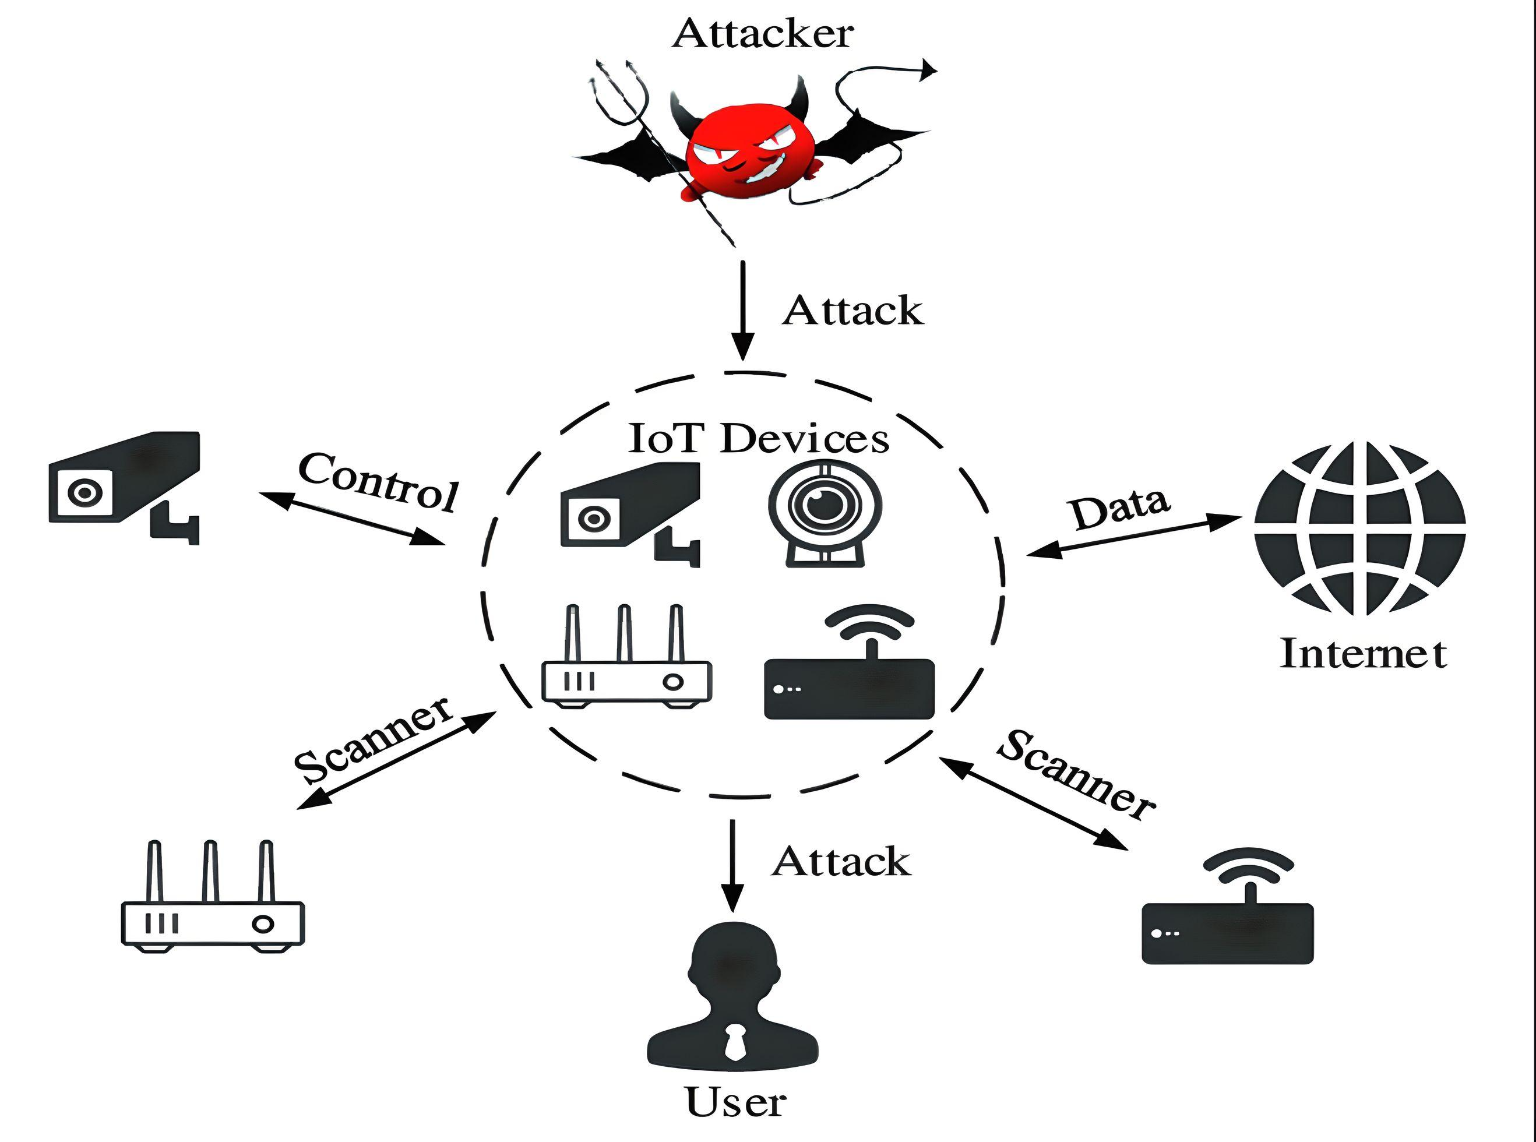 Attacker
Attack
IoT Devices
Control
Data
Internet
Scanner
Scanner
Attack
User